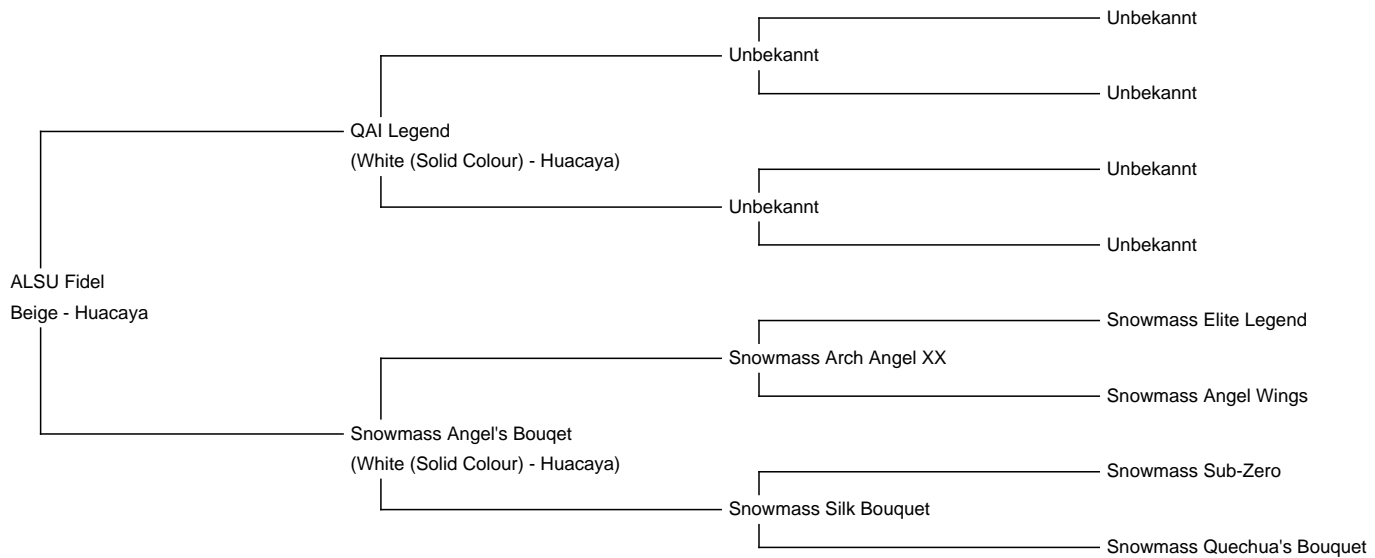 Unbekannt
Unbekannt
Unbekannt
QAI Legend
(White (Solid Colour) - Huacaya)
Unbekannt
Unbekannt
Unbekannt
ALSU Fidel
Beige - Huacaya
Snowmass Elite Legend
Snowmass Arch Angel XX
Snowmass Angel Wings
Snowmass Angel's Bouqet
(White (Solid Colour) - Huacaya)
Snowmass Sub-Zero
Snowmass Silk Bouquet
Snowmass Quechua's Bouquet